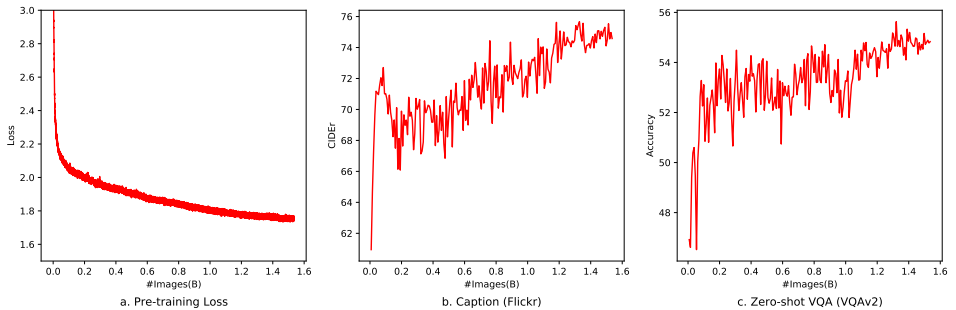 3.0
2.8
2.6
2.4
2.2
2.0
1.8
1.6
Loss
0.0 0.2 0.4 0.6 0.8 1.0 1.2 1.4 1.6
#Images(B)
a. Pre-training Loss
76
74
72
70
68
66
64
62
CIDEr
0.0 0.2 0.4 0.6 0.8 1.0 1.2 1.4 1.6
#Images(B)
b. Caption (Flickr)
56
54
52
50
48
Accuracy
0.0 0.2 0.4 0.6 0.8 1.0 1.2 1.4 1.6
#Images(B)
c. Zero-shot VQA (VQAv2)